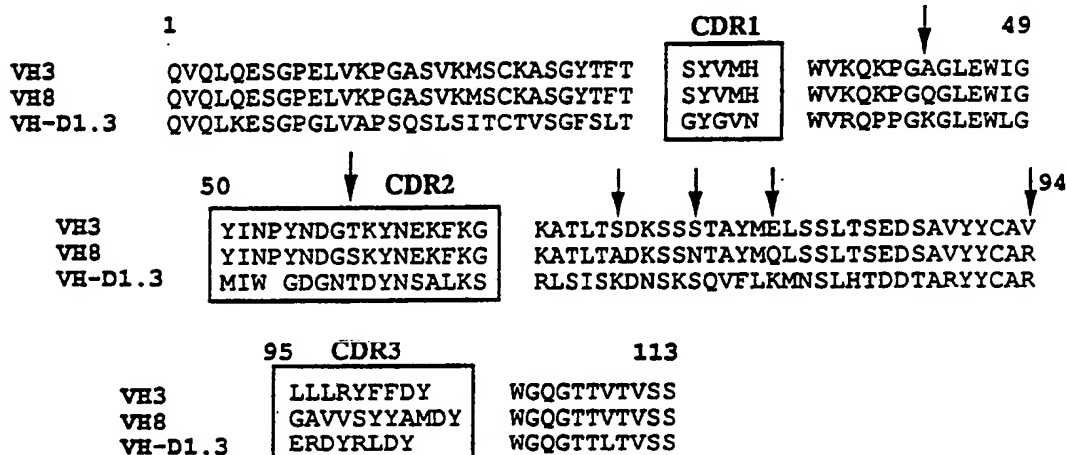 1 CDR1 49
VH3 QVQLQESGPELVKPGASVKMSCKASGYTFT SYVMH WVKQKPGAGLEWIG
VH8 QVQLQESGPELVKPGASVKMSCKASGYTFT SYVMH WVKQKPGQGLEWIG
VH-D1.3 QVQLKESGPGLVAPSQSLSITCTVSGFSLT GYGVN WVRQPPGKGLEWLG
50 CDR2 94
VH3 YINPYNDGTKYNEKFKG KATLTSDKSSSTAYMELSSLTSEDSAVYYCAV
VH8 YINPYNDGSKYNEKFKG KATLTADKSSNTAYMQLSSLTSEDSAVYYCAR
VH-D1.3 MIW GDGNTDYNSALKS RLSISKDNSKSQVFLKMNSLHTDDTARYYCAR
95 CDR3 113
VH3 LLLRYFFDY WGQGTTVTVSS
VH8 GAVVSYYAMDY WGQGTTVTVSS
VH-D1.3 ERDYRLDY WGQGTTLTVSS